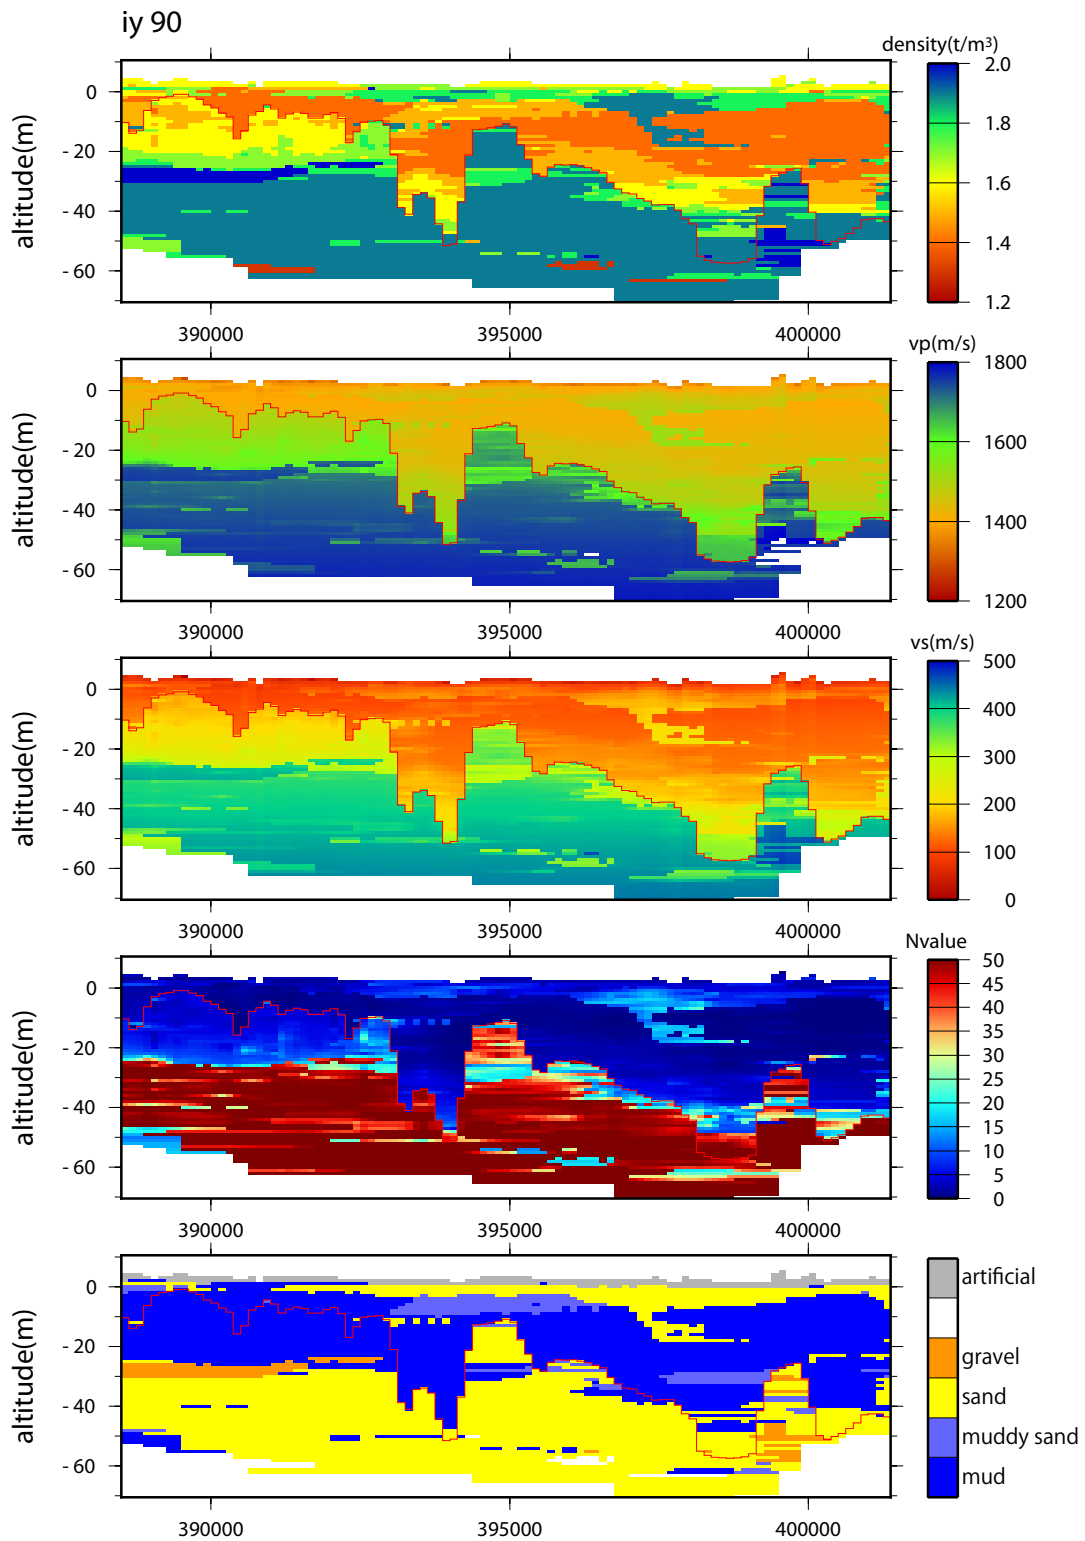 iy 90
density(t/m³)
altitude(m)
0
-20
-40
-60
2.0
1.8
1.6
1.4
1.2
390000 395000 400000
vp(m/s)
altitude(m)
0
-20
-40
-60
1800
1600
1400
1200
390000 395000 400000
vs(m/s)
altitude(m)
0
-20
-40
-60
500
400
300
200
100
0
390000 395000 400000
Nvalue
altitude(m)
0
-20
-40
-60
50
45
40
35
30
25
20
15
10
5
0
390000 395000 400000
altitude(m)
0
-20
-40
-60
artificial
gravel
sand
muddy sand
mud
390000 395000 400000